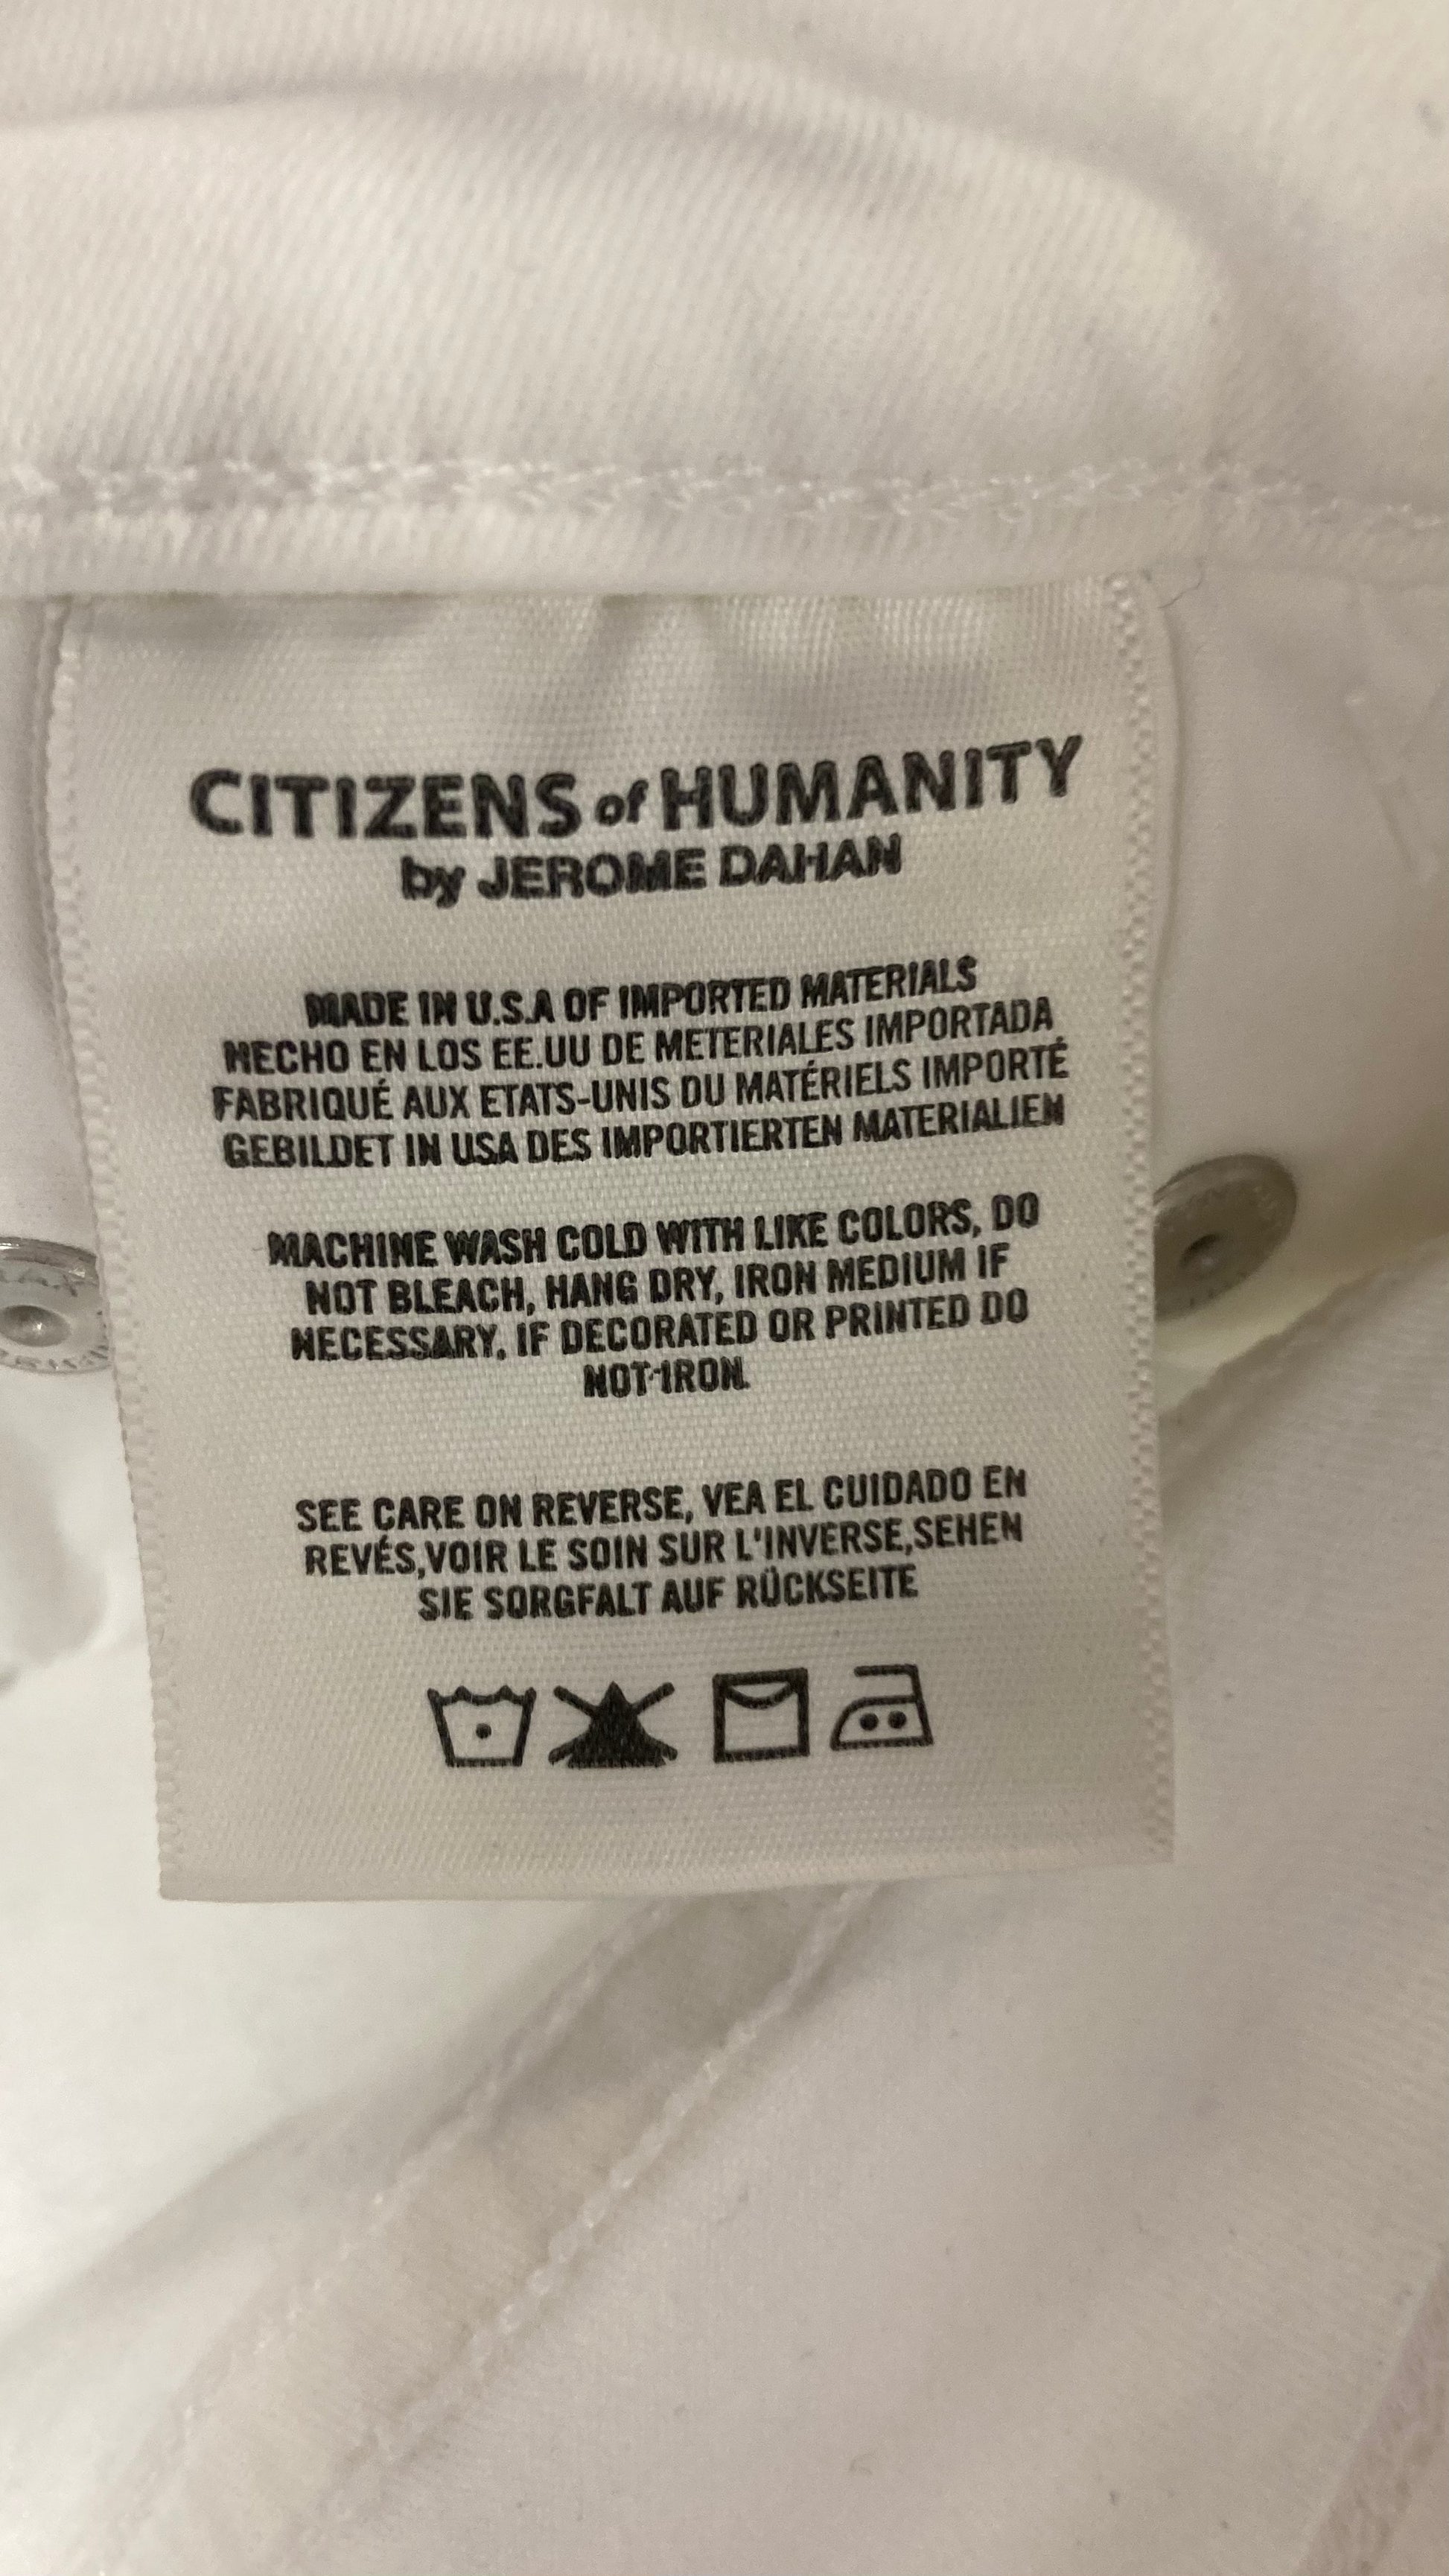 CITIZENS of HUMANITY
by JEROME DAHAN
MADE IN U.S.A OF IMPORTED MATERIALS
HECHO EN LOS EE.UU DE METERIALES IMPORTADA
FABRIQUÉ AUX ETATS-UNIS DU MATÉRIELS IMPORTÉ
GEBILDET IN USA DES IMPORTIERTEN MATERIALIEN
MACHINE WASH COLD WITH LIKE COLORS, DO
NOT BLEACH, HANG DRY, IRON MEDIUM IF
NECESSARY, IF DECORATED OR PRINTED DO
NOT IRON.
SEE CARE ON REVERSE, VEA EL CUIDADO EN
REVÉS,VOIR LE SOIN SUR L'INVERSE,SEHEN
SIE SORGFALT AUF RÜCKSEITE